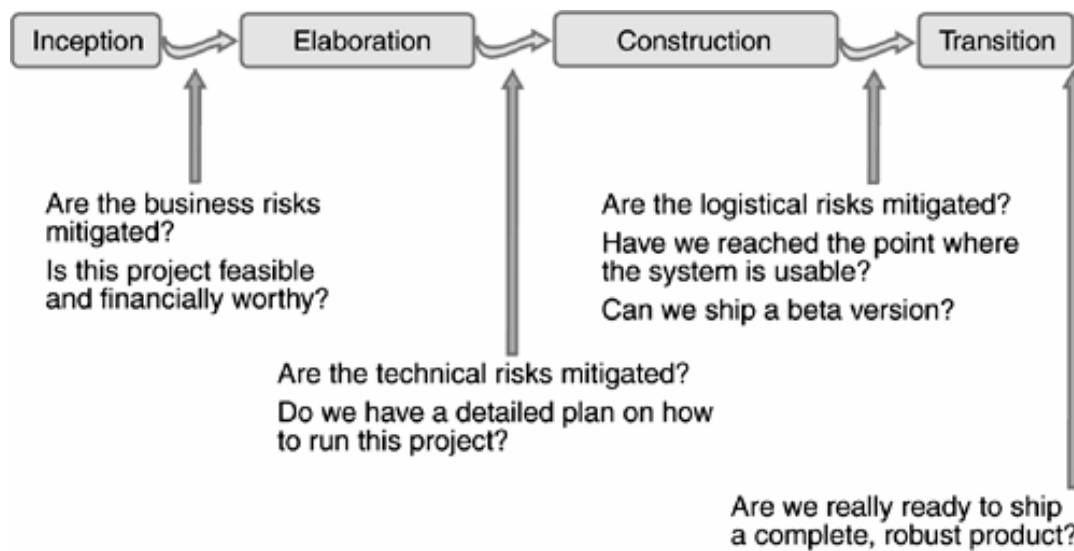 Inception
Elaboration
Construction
Transition
Are the business risks
mitigated?
Is this project feasible
and financially worthy?
Are the logistical risks mitigated?
Have we reached the point where
the system is usable?
Can we ship a beta version?
Are the technical risks mitigated?
Do we have a detailed plan on how
to run this project?
Are we really ready to ship
a complete, robust product?